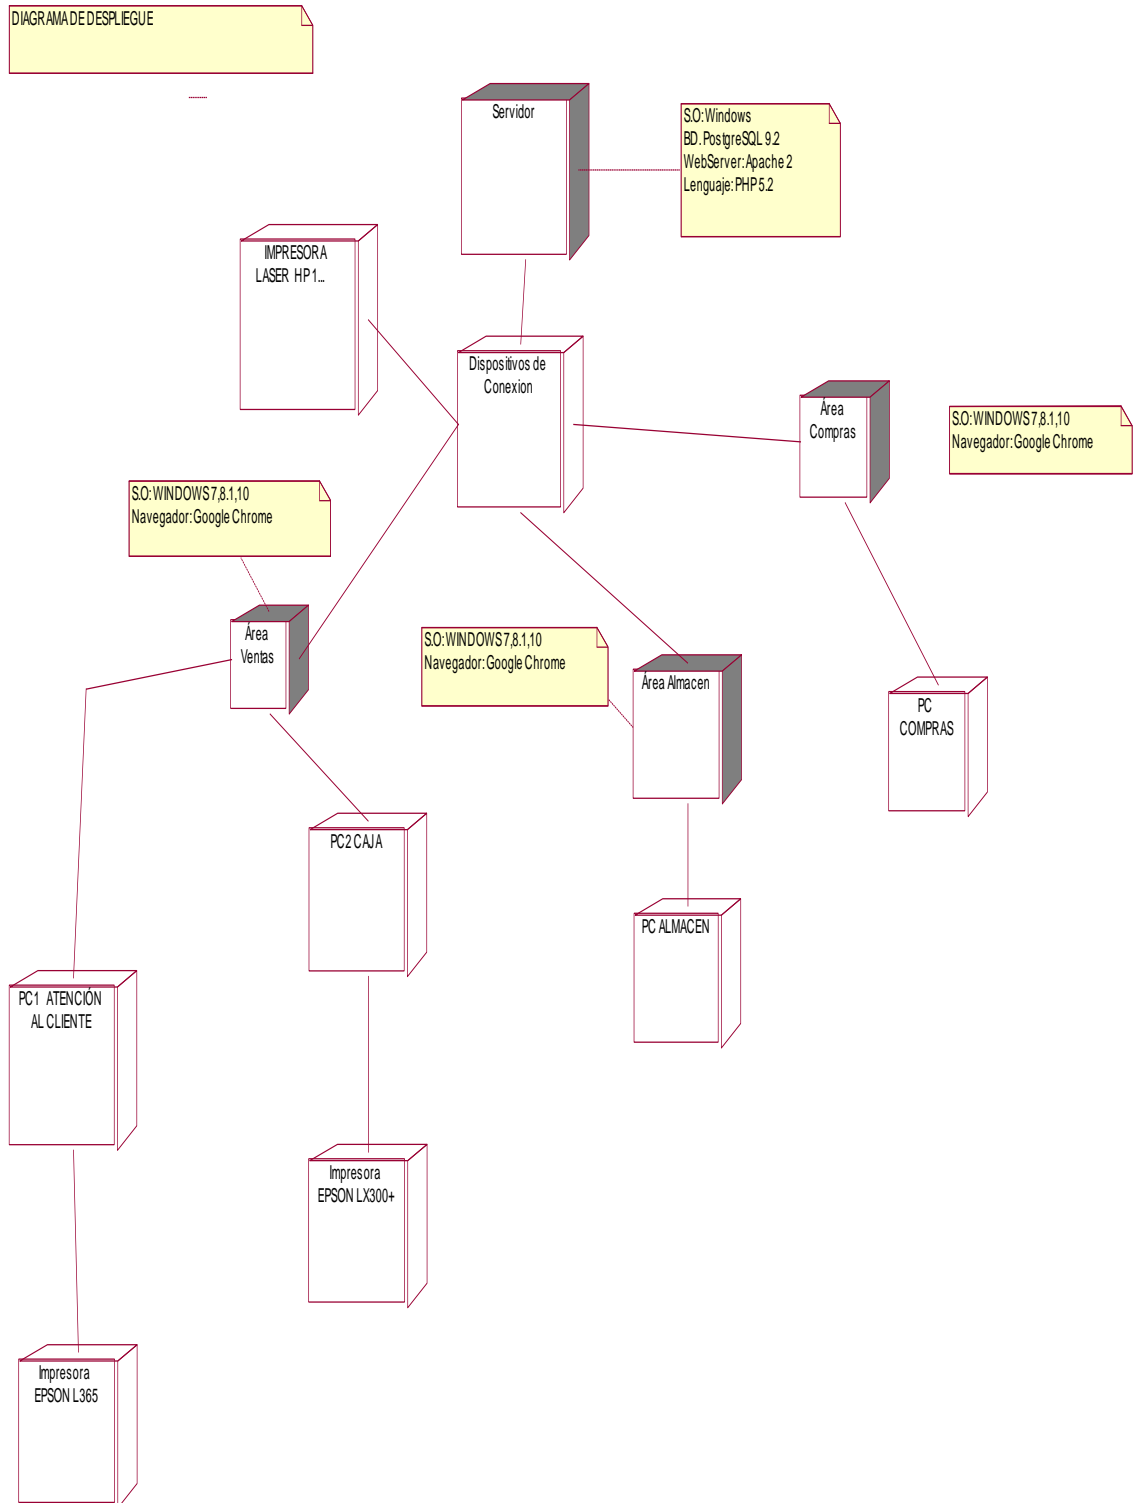 DIAGRAMA DE DESPLIEGUE
Servidor
S.O: Windows
BD. PostgreSQL 9.2
WebServer: Apache 2
Lenguaje: PHP 5.2
IMPRESORA
LASER HP 1...
Dispositivos de
Conexion
Área
Compras
S.O: WINDOWS 7,8.1,10
Navegador: Google Chrome
S.O: WINDOWS 7,8.1,10
Navegador: Google Chrome
Área
Ventas
S.O: WINDOWS 7,8.1,10
Navegador: Google Chrome
Área Almacen
PC
COMPRAS
PC2 CAJA
PC ALMACEN
PC1 ATENCIÓN
AL CLIENTE
Impresora
EPSON LX300+
Impresora
EPSON L365